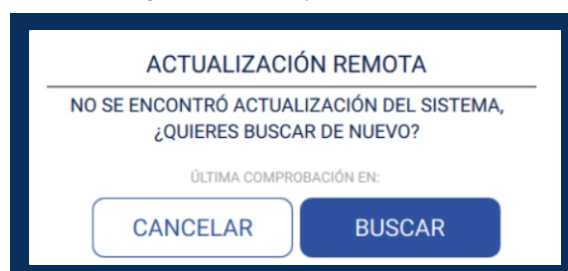 ACTUALIZACIÓN REMOTA
NO SE ENCONTRÓ ACTUALIZACIÓN DEL SISTEMA,
¿QUIERES BUSCAR DE NUEVO?
ÚLTIMA COMPROBACIÓN EN:
CANCELAR
BUSCAR